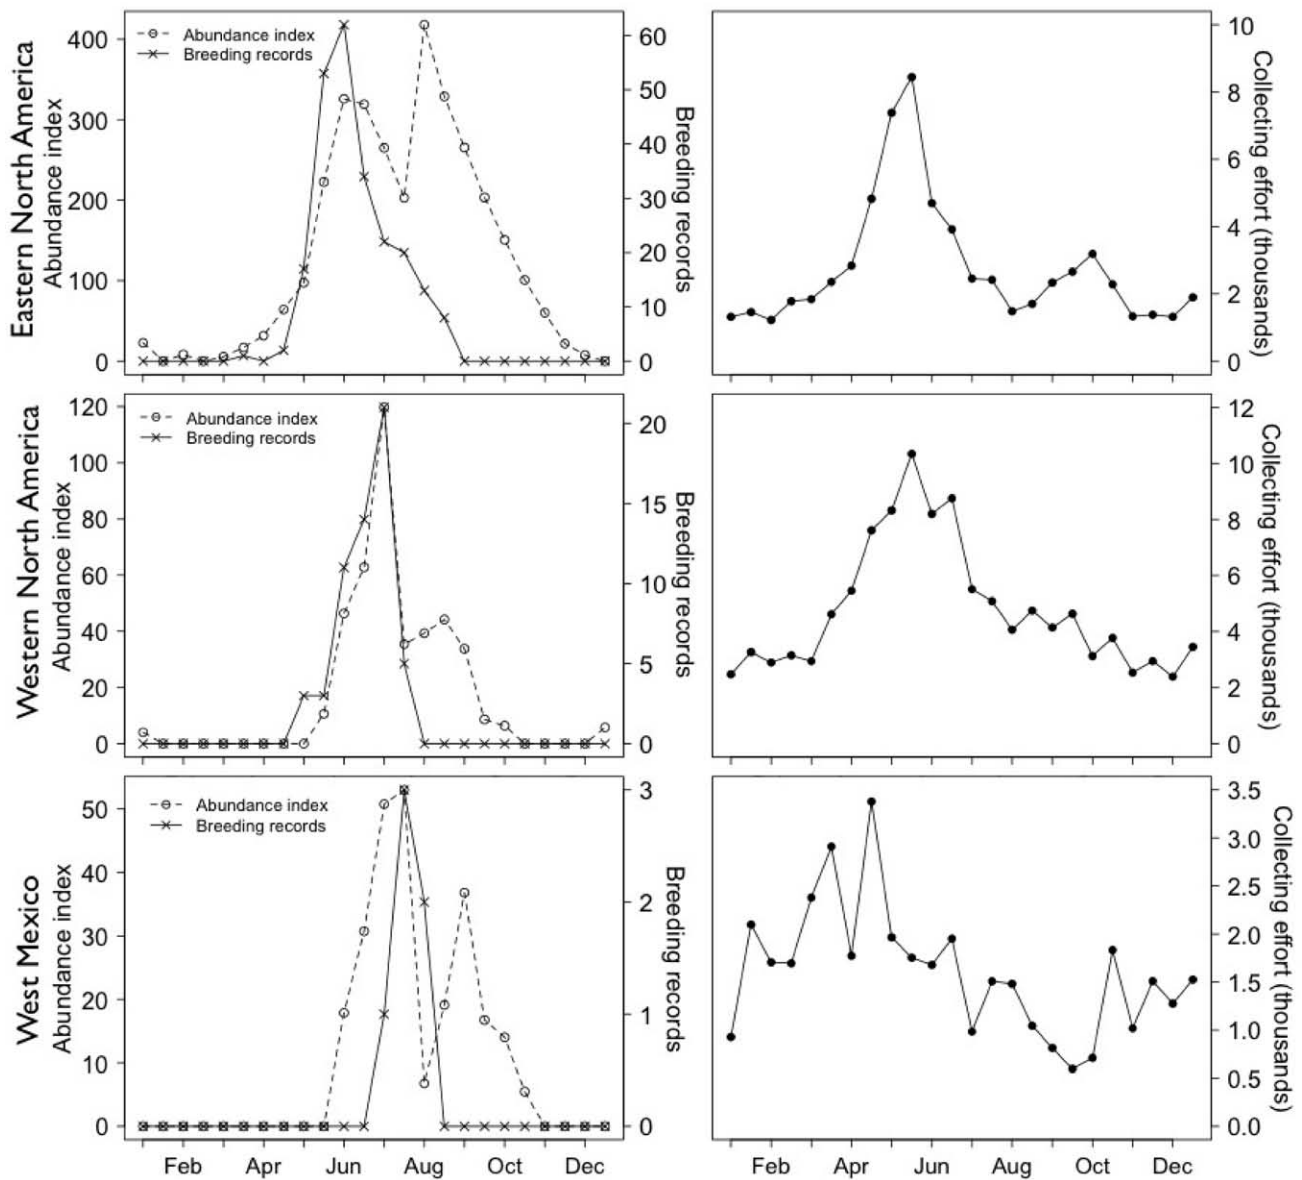 Eastern North America
Abundance index
400
300
200
100
0
Abundance index
Breeding records
60
50
40
30
20
10
0
Breeding records
10
8
6
4
2
0
Collecting effort (thousands)
Western North America
Abundance index
120
100
80
60
40
20
0
Abundance index
Breeding records
20
15
10
5
0
Breeding records
12
10
8
6
4
2
0
Collecting effort (thousands)
West Mexico
Abundance index
50
40
30
20
10
0
Abundance index
Breeding records
3
2
1
0
Breeding records
3.5
3.0
2.5
2.0
1.5
1.0
0.5
0.0
Collecting effort (thousands)
Feb Apr Jun Aug Oct Dec
Feb Apr Jun Aug Oct Dec